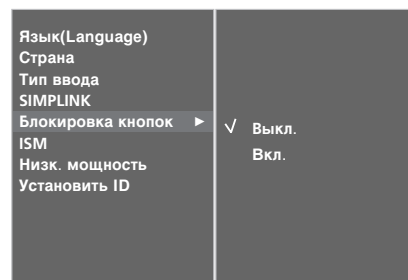 Язык(Language)
Страна
Тип ввода
SIMPLINK
Блокировка кнопок ►
ISM
Низк. мощность
Установить ID
√ Выкл.
Вкл.